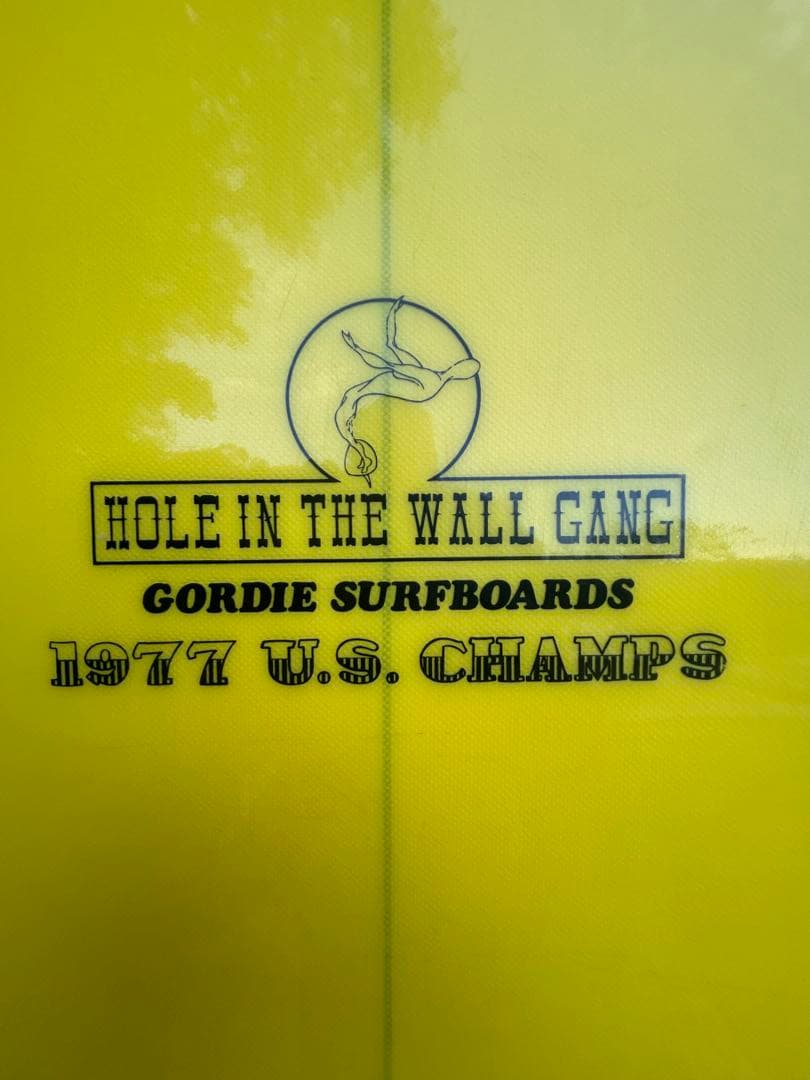 HOLE IN THE WALL GANG
GORDIE SURFBOARDS
1977 U.S. CHAMPS